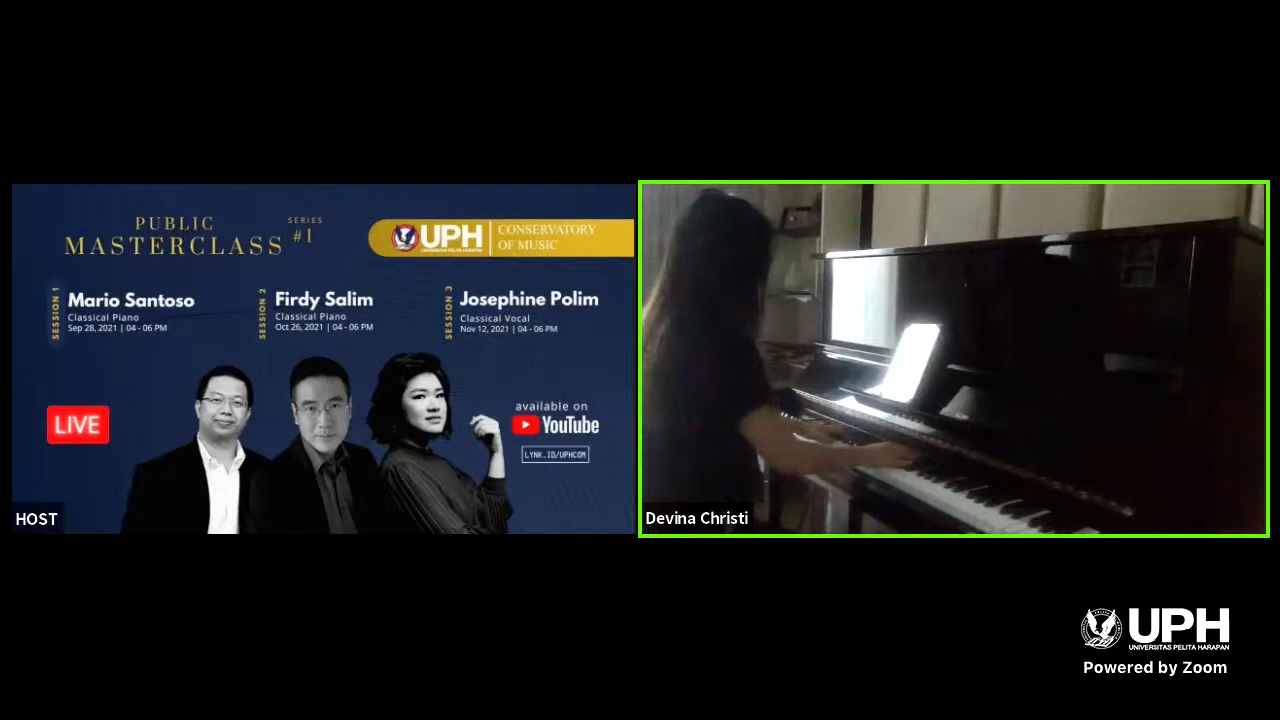 PUBLIC
MASTERCLASS
SERIES
#1
UPH
UNIVERSITAS PELITA HARAPAN
CONSERVATORY
OF MUSIC
SESSION 1
Mario Santoso
Classical Piano
Sep 28, 2021 | 04 - 06 PM
SESSION 2
Firdy Salim
Classical Piano
Oct 26, 2021 | 04 - 06 PM
SESSION 3
Josephine Polim
Classical Vocal
Nov 12, 2021 | 04 - 06 PM
LIVE
available on
YouTube
LYNK.ID/UPHCOM
HOST
Devina Christi
UPH
UNIVERSITAS PELITA HARAPAN
Powered by Zoom